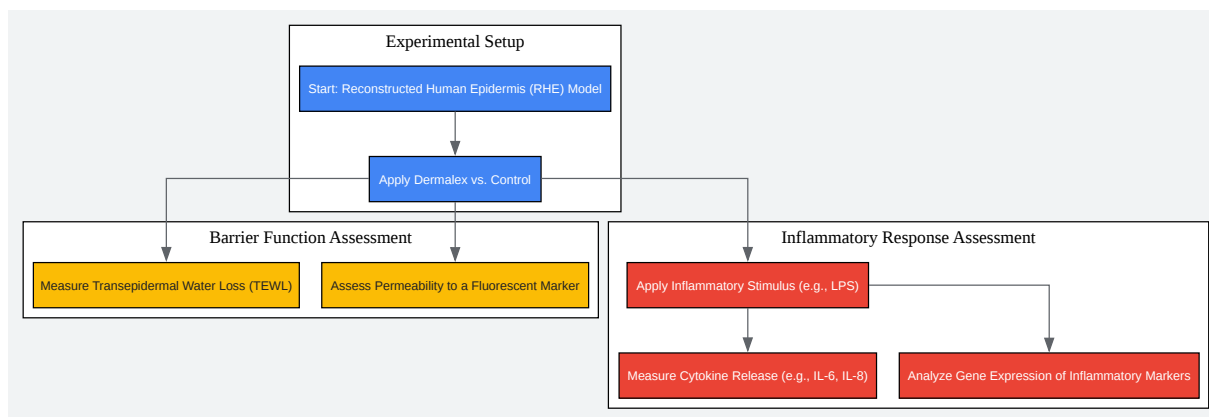 Experimental Setup
Start: Reconstructed Human Epidermis (RHE) Model
Apply Dermalex vs. Control
Barrier Function Assessment
Measure Transepidermal Water Loss (TEWL)
Assess Permeability to a Fluorescent Marker
Inflammatory Response Assessment
Apply Inflammatory Stimulus (e.g., LPS)
Measure Cytokine Release (e.g., IL-6, IL-8)
Analyze Gene Expression of Inflammatory Markers